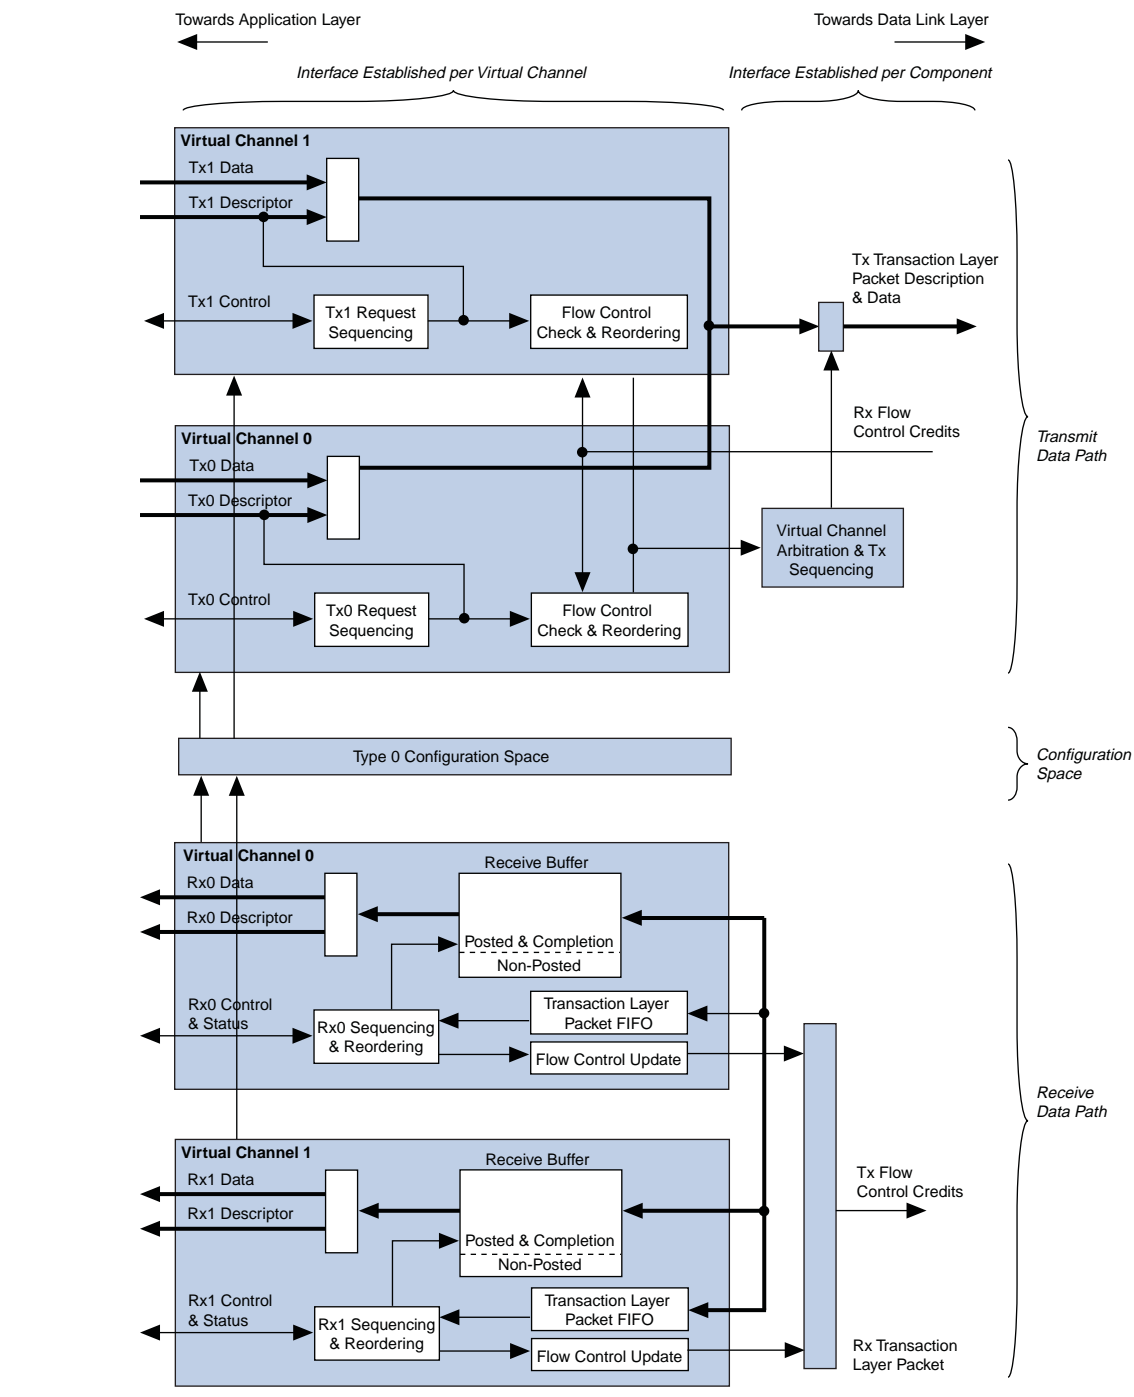 Towards Application Layer
Towards Data Link Layer
Interface Established per Virtual Channel
Interface Established per Component
Virtual Channel 1
Tx1 Data
Tx1 Descriptor
Tx1 Control
Tx1 Request
Sequencing
Flow Control
Check & Reordering
Tx Transaction Layer
Packet Description
& Data
Rx Flow
Control Credits
Transmit
Data Path
Virtual Channel 0
Tx0 Data
Tx0 Descriptor
Tx0 Control
Tx0 Request
Sequencing
Flow Control
Check & Reordering
Virtual Channel
Arbitration & Tx
Sequencing
Type 0 Configuration Space
Configuration
Space
Virtual Channel 0
Rx0 Data
Rx0 Descriptor
Rx0 Control
& Status
Rx0 Sequencing
& Reordering
Receive Buffer
Posted & Completion
Non-Posted
Transaction Layer
Packet FIFO
Flow Control Update
Receive
Data Path
Virtual Channel 1
Rx1 Data
Rx1 Descriptor
Rx1 Control
& Status
Rx1 Sequencing
& Reordering
Receive Buffer
Posted & Completion
Non-Posted
Transaction Layer
Packet FIFO
Flow Control Update
Tx Flow
Control Credits
Rx Transaction
Layer Packet